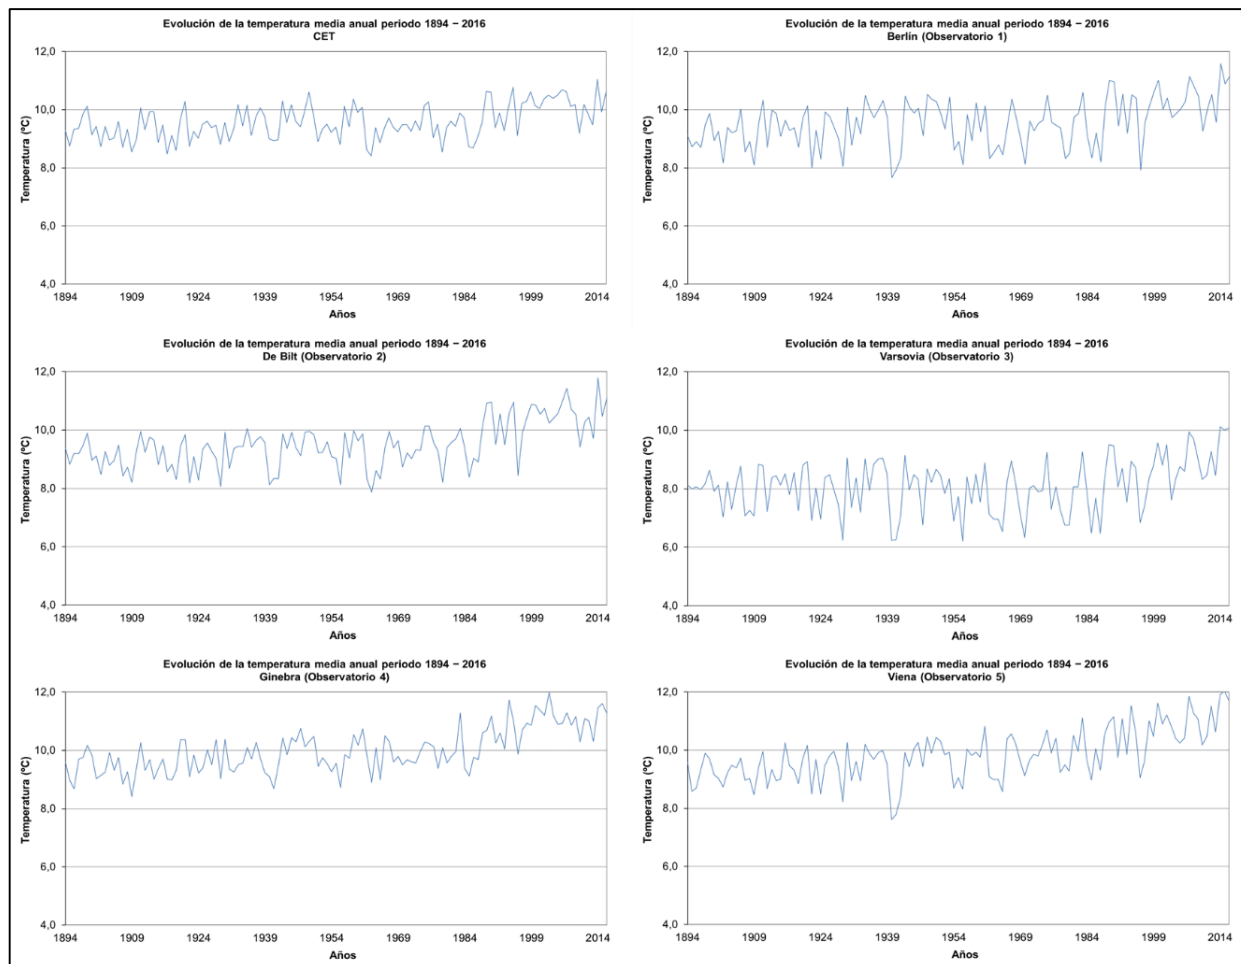 Evolución de la temperatura media anual periodo 1894 − 2016
CET
Temperatura (ºC)
12,0
10,0
8,0
6,0
4,0
1894 1909 1924 1939 1954 1969 1984 1999 2014
Años
Evolución de la temperatura media anual periodo 1894 − 2016
Berlín (Observatorio 1)
Temperatura (ºC)
12,0
10,0
8,0
6,0
4,0
1894 1909 1924 1939 1954 1969 1984 1999 2014
Años
Evolución de la temperatura media anual periodo 1894 − 2016
De Bilt (Observatorio 2)
Temperatura (ºC)
12,0
10,0
8,0
6,0
4,0
1894 1909 1924 1939 1954 1969 1984 1999 2014
Años
Evolución de la temperatura media anual periodo 1894 − 2016
Varsovia (Observatorio 3)
Temperatura (ºC)
12,0
10,0
8,0
6,0
4,0
1894 1909 1924 1939 1954 1969 1984 1999 2014
Años
Evolución de la temperatura media anual periodo 1894 − 2016
Ginebra (Observatorio 4)
Temperatura (ºC)
12,0
10,0
8,0
6,0
4,0
1894 1909 1924 1939 1954 1969 1984 1999 2014
Años
Evolución de la temperatura media anual periodo 1894 − 2016
Viena (Observatorio 5)
Temperatura (ºC)
12,0
10,0
8,0
6,0
4,0
1894 1909 1924 1939 1954 1969 1984 1999 2014
Años